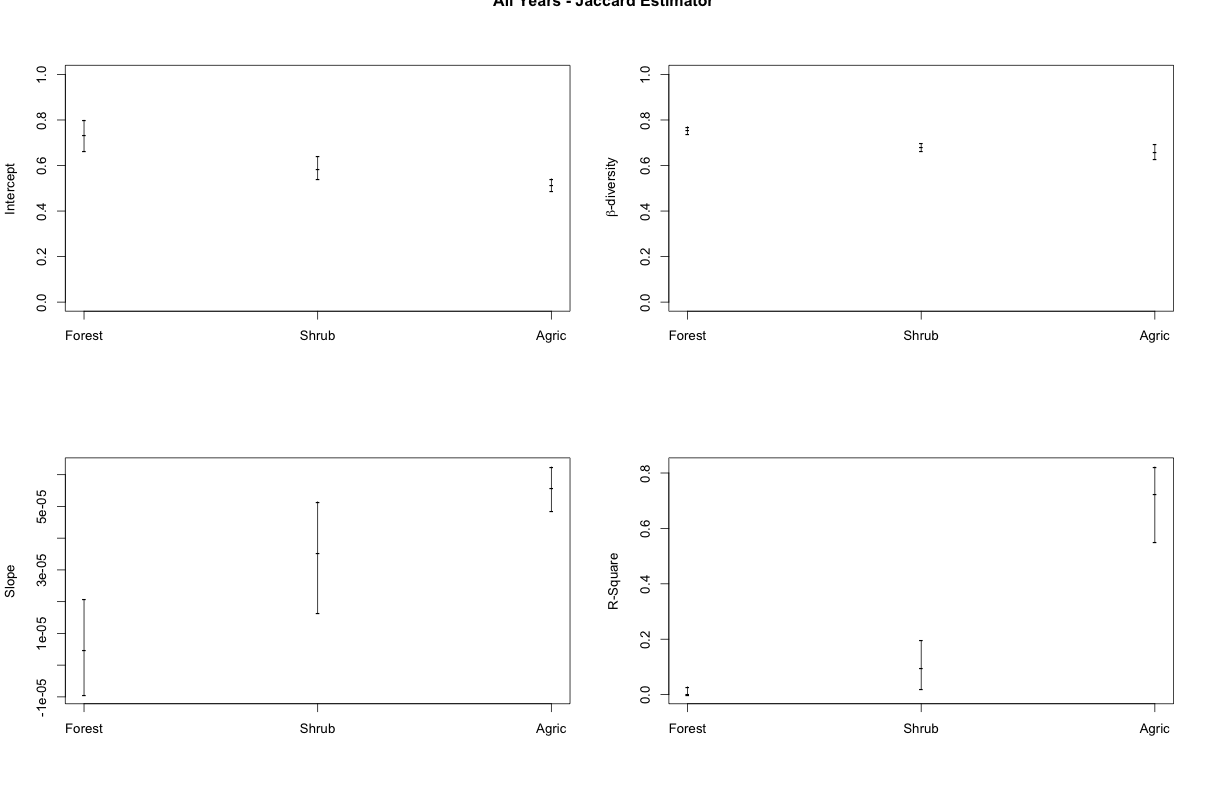 All Years - Jaccard Estimator
Intercept
1.0
0.8
0.6
0.4
0.2
0.0
Forest Shrub Agric
β-diversity
1.0
0.8
0.6
0.4
0.2
0.0
Forest Shrub Agric
Slope
5e-05
3e-05
1e-05
-1e-05
Forest Shrub Agric
R-Square
0.8
0.6
0.4
0.2
0.0
Forest Shrub Agric